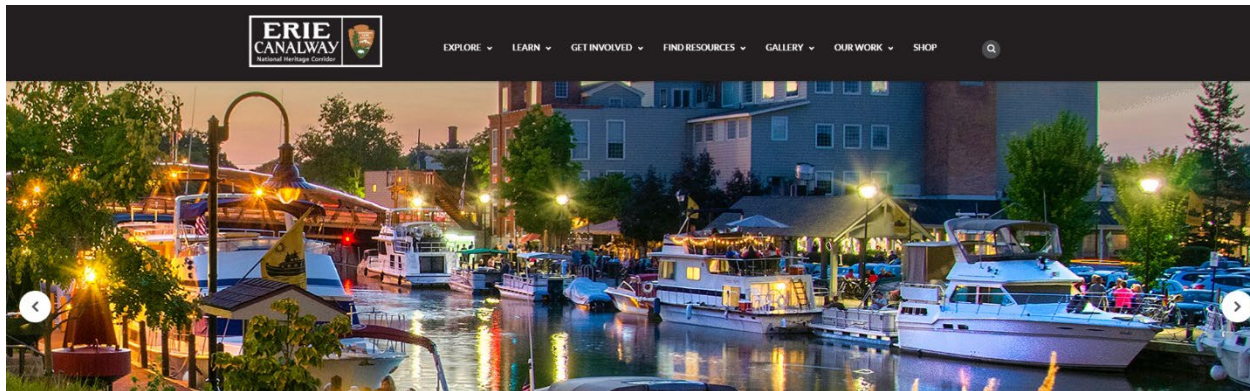 ERIE
CANALWAY
National Heritage Corridor
EXPLORE
LEARN
GET INVOLVED
FIND RESOURCES
GALLERY
OUR WORK
SHOP